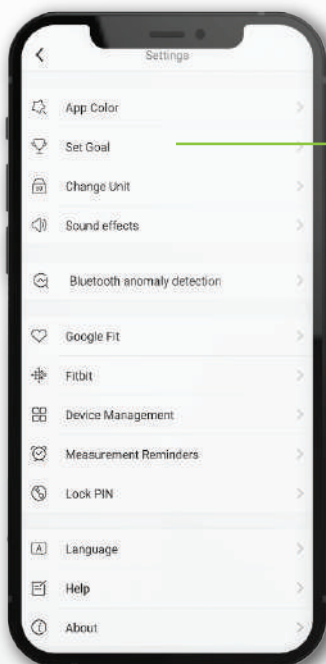 Settings
App Color
Set Goal
Change Unit
Sound effects
Bluetooth anomaly detection
Google Fit
Fitbit
Device Management
Measurement Reminders
Lock PIN
A
Language
Help
About